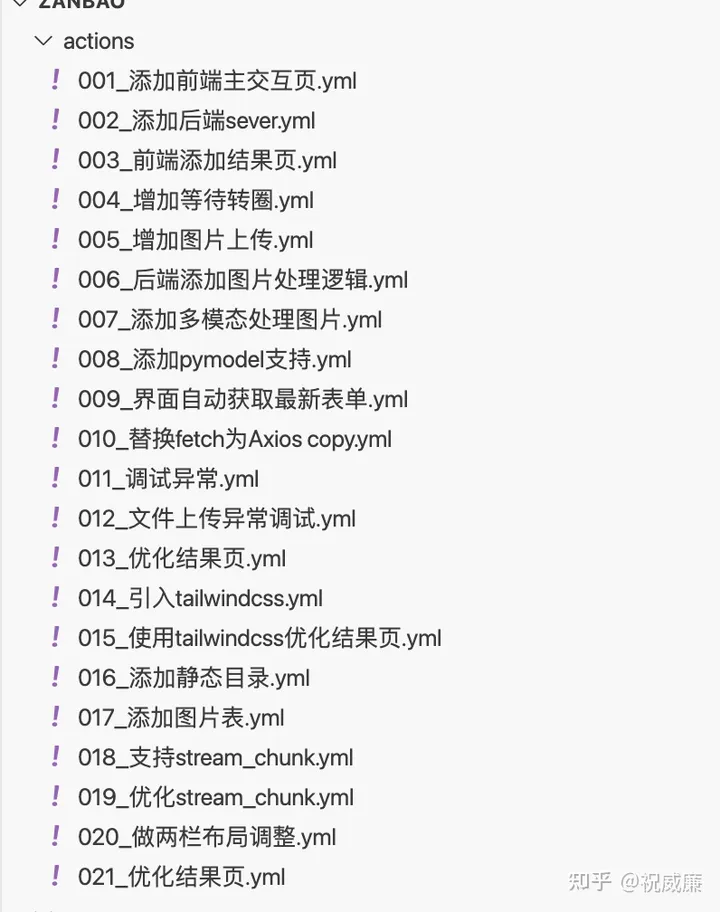 ZANBAO
actions
! 001_添加前端主交互页.yml
! 002_添加后端sever.yml
! 003_前端添加结果页.yml
! 004_增加等待转圈.yml
! 005_增加图片上传.yml
! 006_后端添加图片处理逻辑.yml
! 007_添加多模态处理图片.yml
! 008_添加pymodel支持.yml
! 009_界面自动获取最新表单.yml
! 010_替换fetch为Axios copy.yml
! 011_调试异常.yml
! 012_文件上传异常调试.yml
! 013_优化结果页.yml
! 014_引入tailwindcss.yml
! 015_使用tailwindcss优化结果页.yml
! 016_添加静态目录.yml
! 017_添加图片表.yml
! 018_支持stream_chunk.yml
! 019_优化stream_chunk.yml
! 020_做两栏布局调整.yml
! 021_优化结果页.yml
知乎 @祝威廉